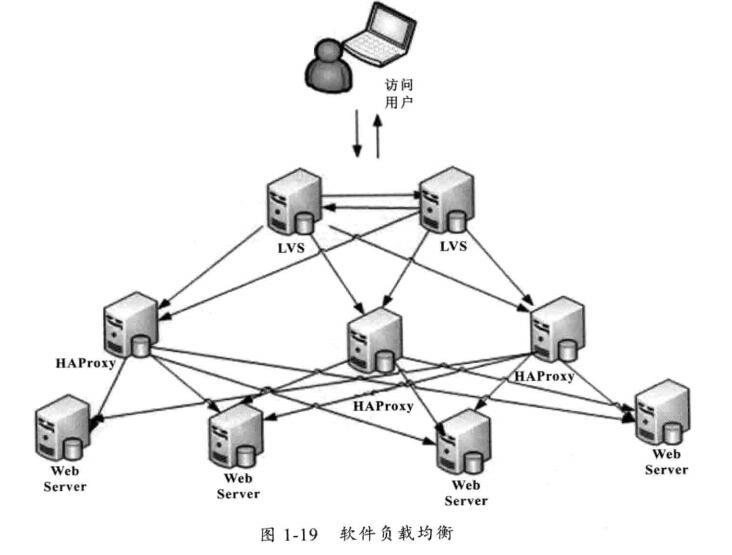 访问
用户
LVS
LVS
HAProxy
HAProxy
HAProxy
Web
Server
Web
Server
Web
Server
Web
Server
图 1-19 软件负载均衡